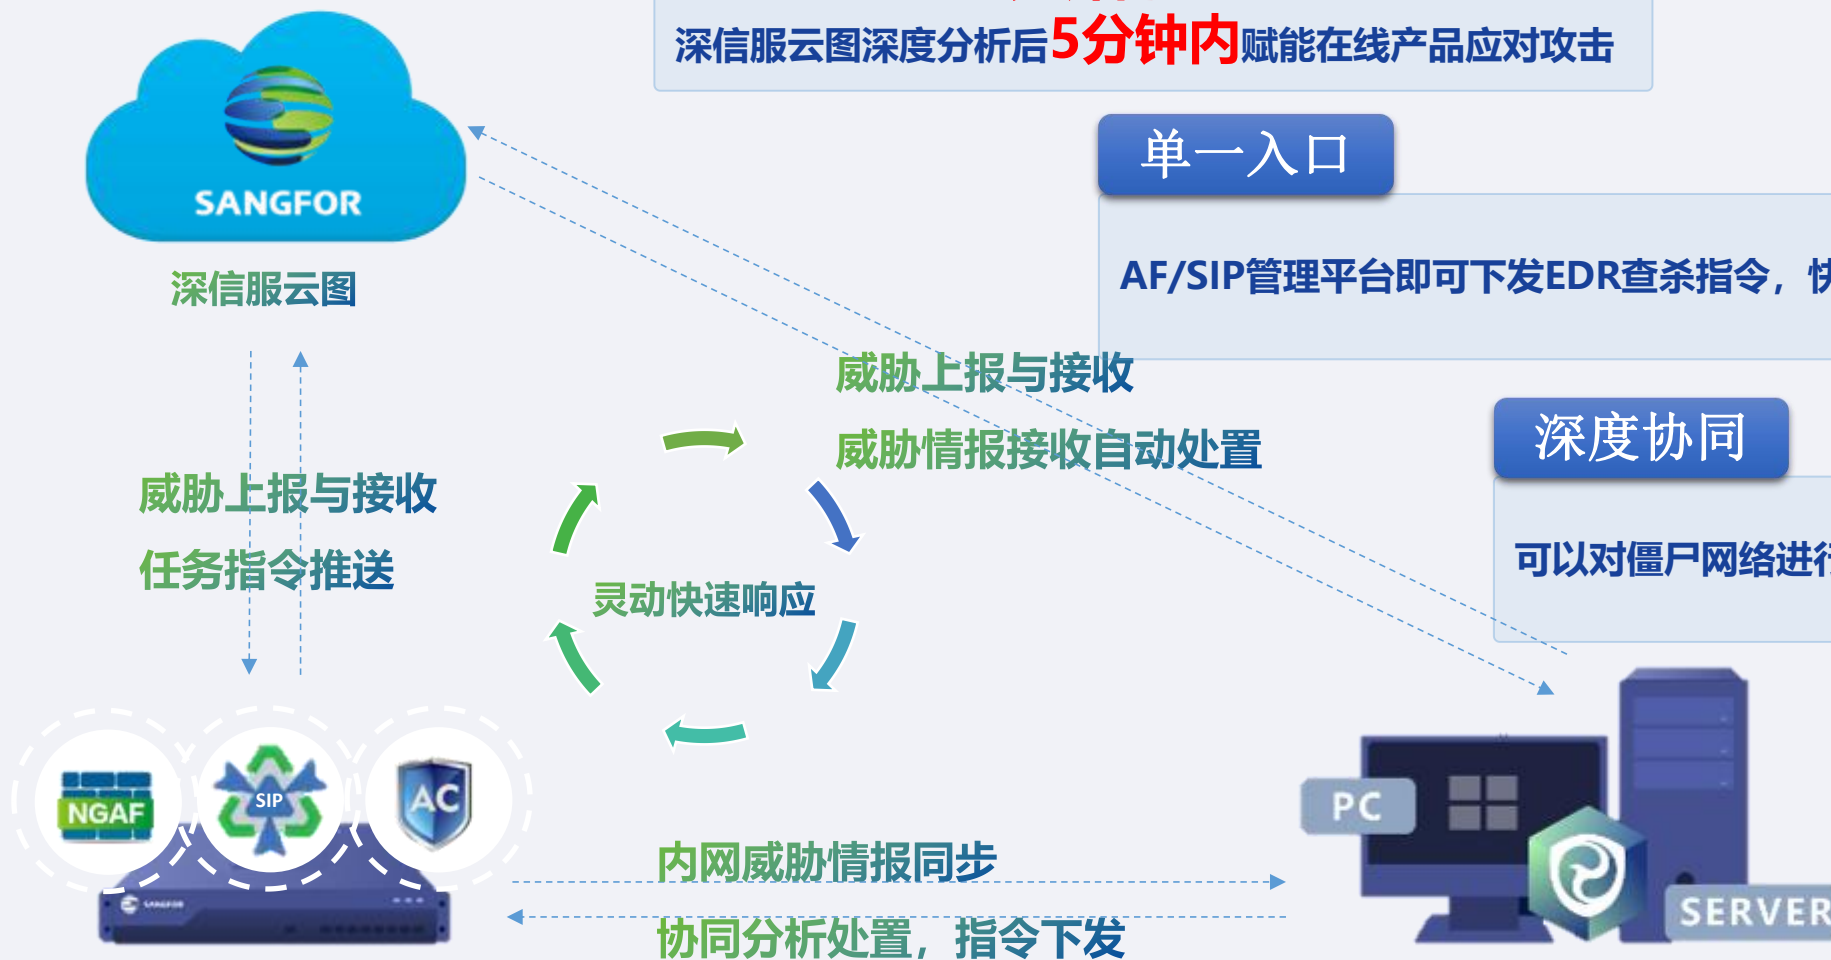 深信服云图深度分析后5分钟内赋能在线产品应对攻击
SANGFOR
深信服云图
单一入口
AF/SIP管理平台即可下发EDR查杀指令，快
威胁上报与接收
威胁情报接收自动处置
深度协同
可以对僵尸网络进行
威胁上报与接收
任务指令推送
灵动快速响应
NGAF
SIP
AC
SANGFOR
PC
SERVER
内网威胁情报同步
协同分析处置，指令下发